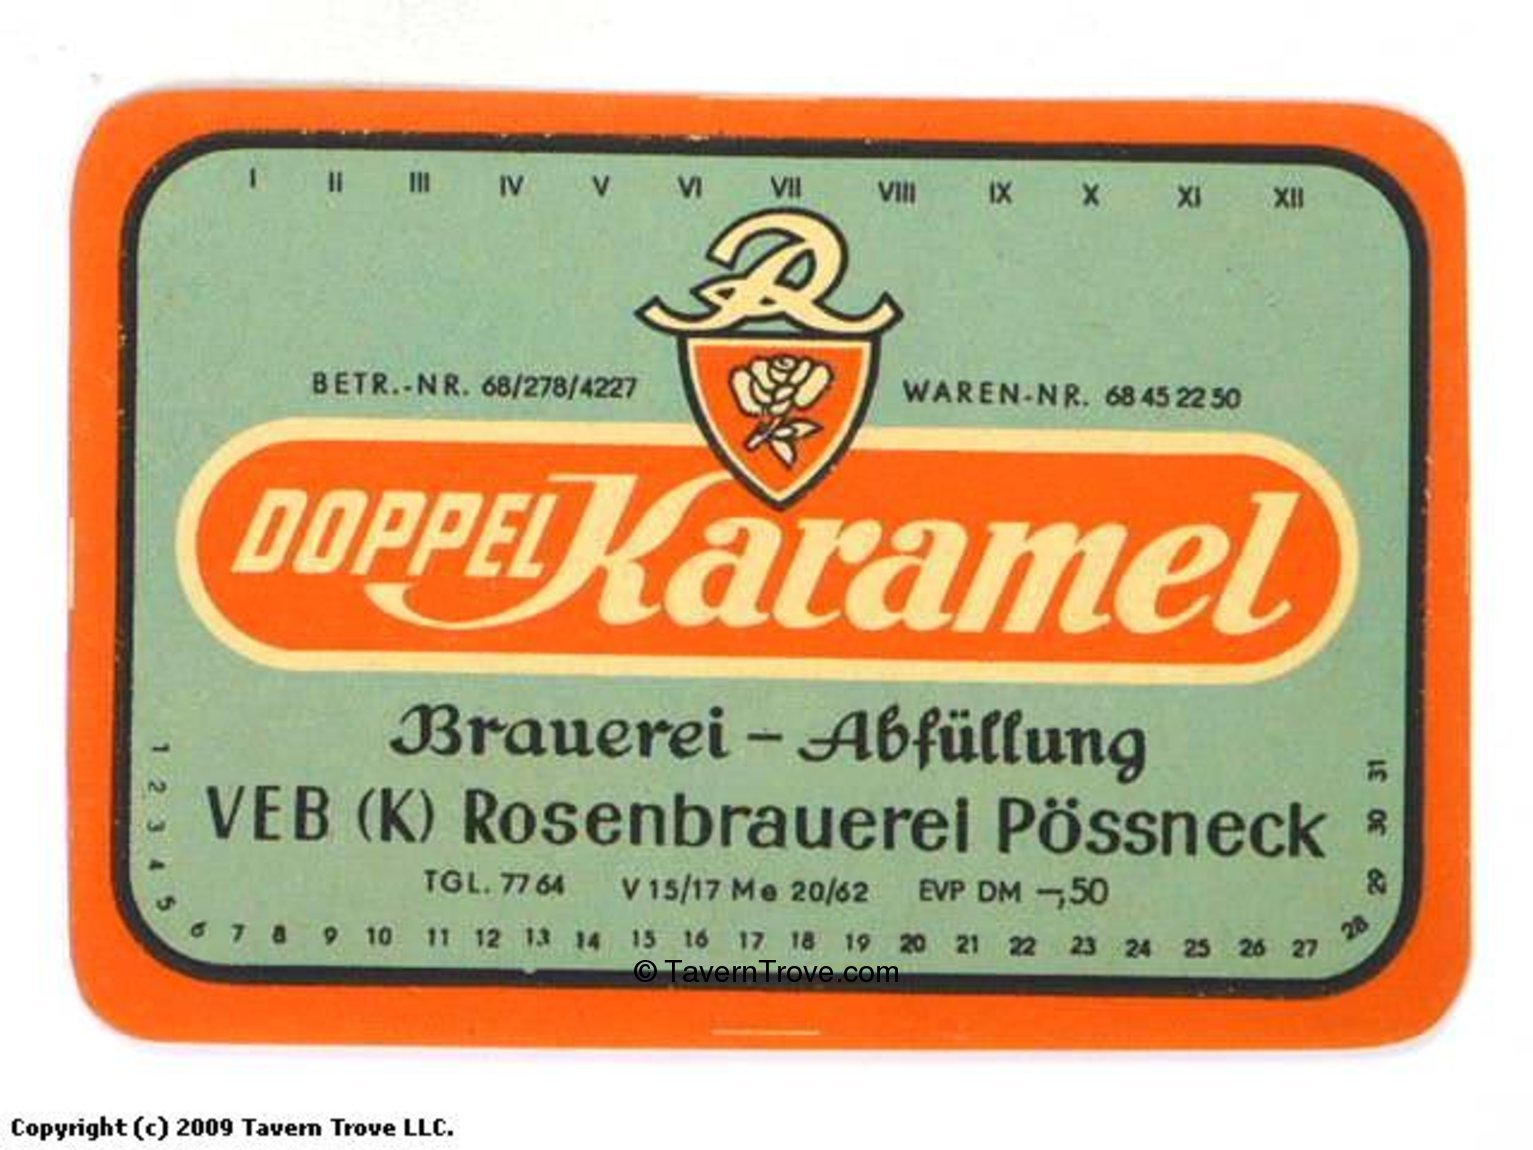 I II III IV V VI VII VIII IX X XI XII
R
BETR.-NR. 68/278/4227 WAREN-NR. 68 45 22 50
DOPPEL Karamel
Brauerei – Abfüllung
VEB (K) Rosenbrauerei Pössneck
TGL. 77 64 V 15/17 Me 20/62 EVP DM –,50
1 2 3 4 5 6 7 8 9 10 11 12 13 14 15 16 17 18 19 20 21 22 23 24 25 26 27 28 29 30 31
© TavernTrove.com
Copyright (c) 2009 Tavern Trove LLC.